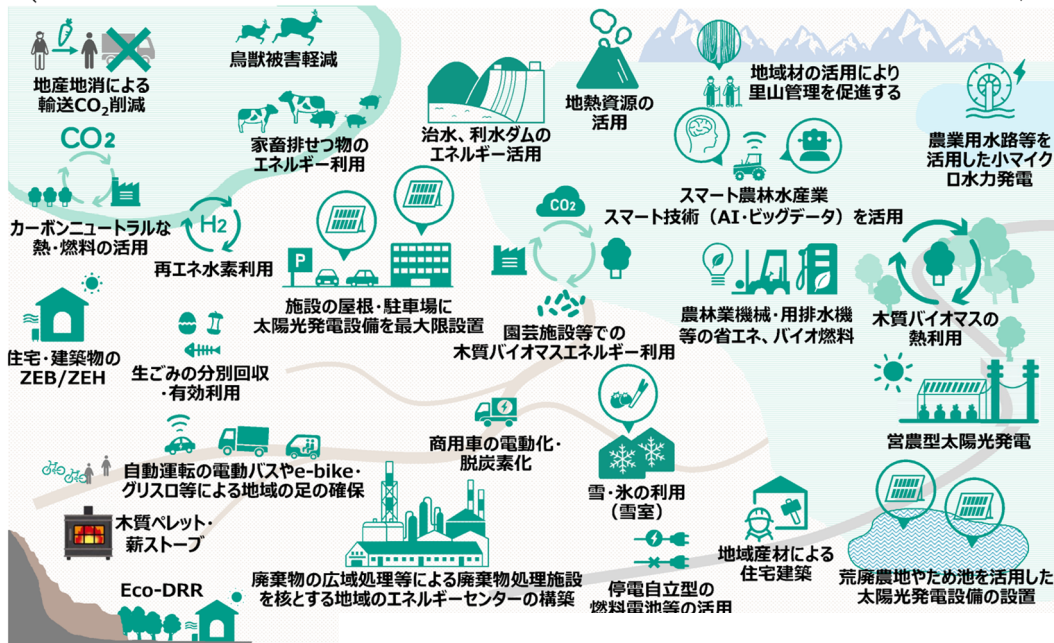 地産地消による
輸送CO2削減
鳥獣被害軽減
家畜排せつ物の
エネルギー利用
治水、利水ダムの
エネルギー活用
地熱資源の
活用
地域材の活用により
里山管理を促進する
農業用水路等を
活用した小マイク
ロ水力発電
CO2
カーボンニュートラルな
熱・燃料の活用
H2
再エネ水素利用
P
施設の屋根・駐車場に
太陽光発電設備を最大限設置
CO2
園芸施設等での
木質バイオマスエネルギー利用
スマート農林水産業
スマート技術（AI・ビッグデータ）を活用
農林業機械・用排水機
等の省エネ、バイオ燃料
木質バイオマスの
熱利用
住宅・建築物の
ZEB/ZEH
生ごみの分別回収
・有効利用
営農型太陽光発電
自動運転の電動バスやe-bike・
グリスロ等による地域の足の確保
商用車の電動化・
脱炭素化
雪・氷の利用
（雪室）
木質ペレット・
薪ストーブ
廃棄物の広域処理等による廃棄物処理施設
を核とする地域のエネルギーセンターの構築
停電自立型の
燃料電池等の活用
地域産材による
住宅建築
荒廃農地やため池を活用した
太陽光発電設備の設置
Eco-DRR